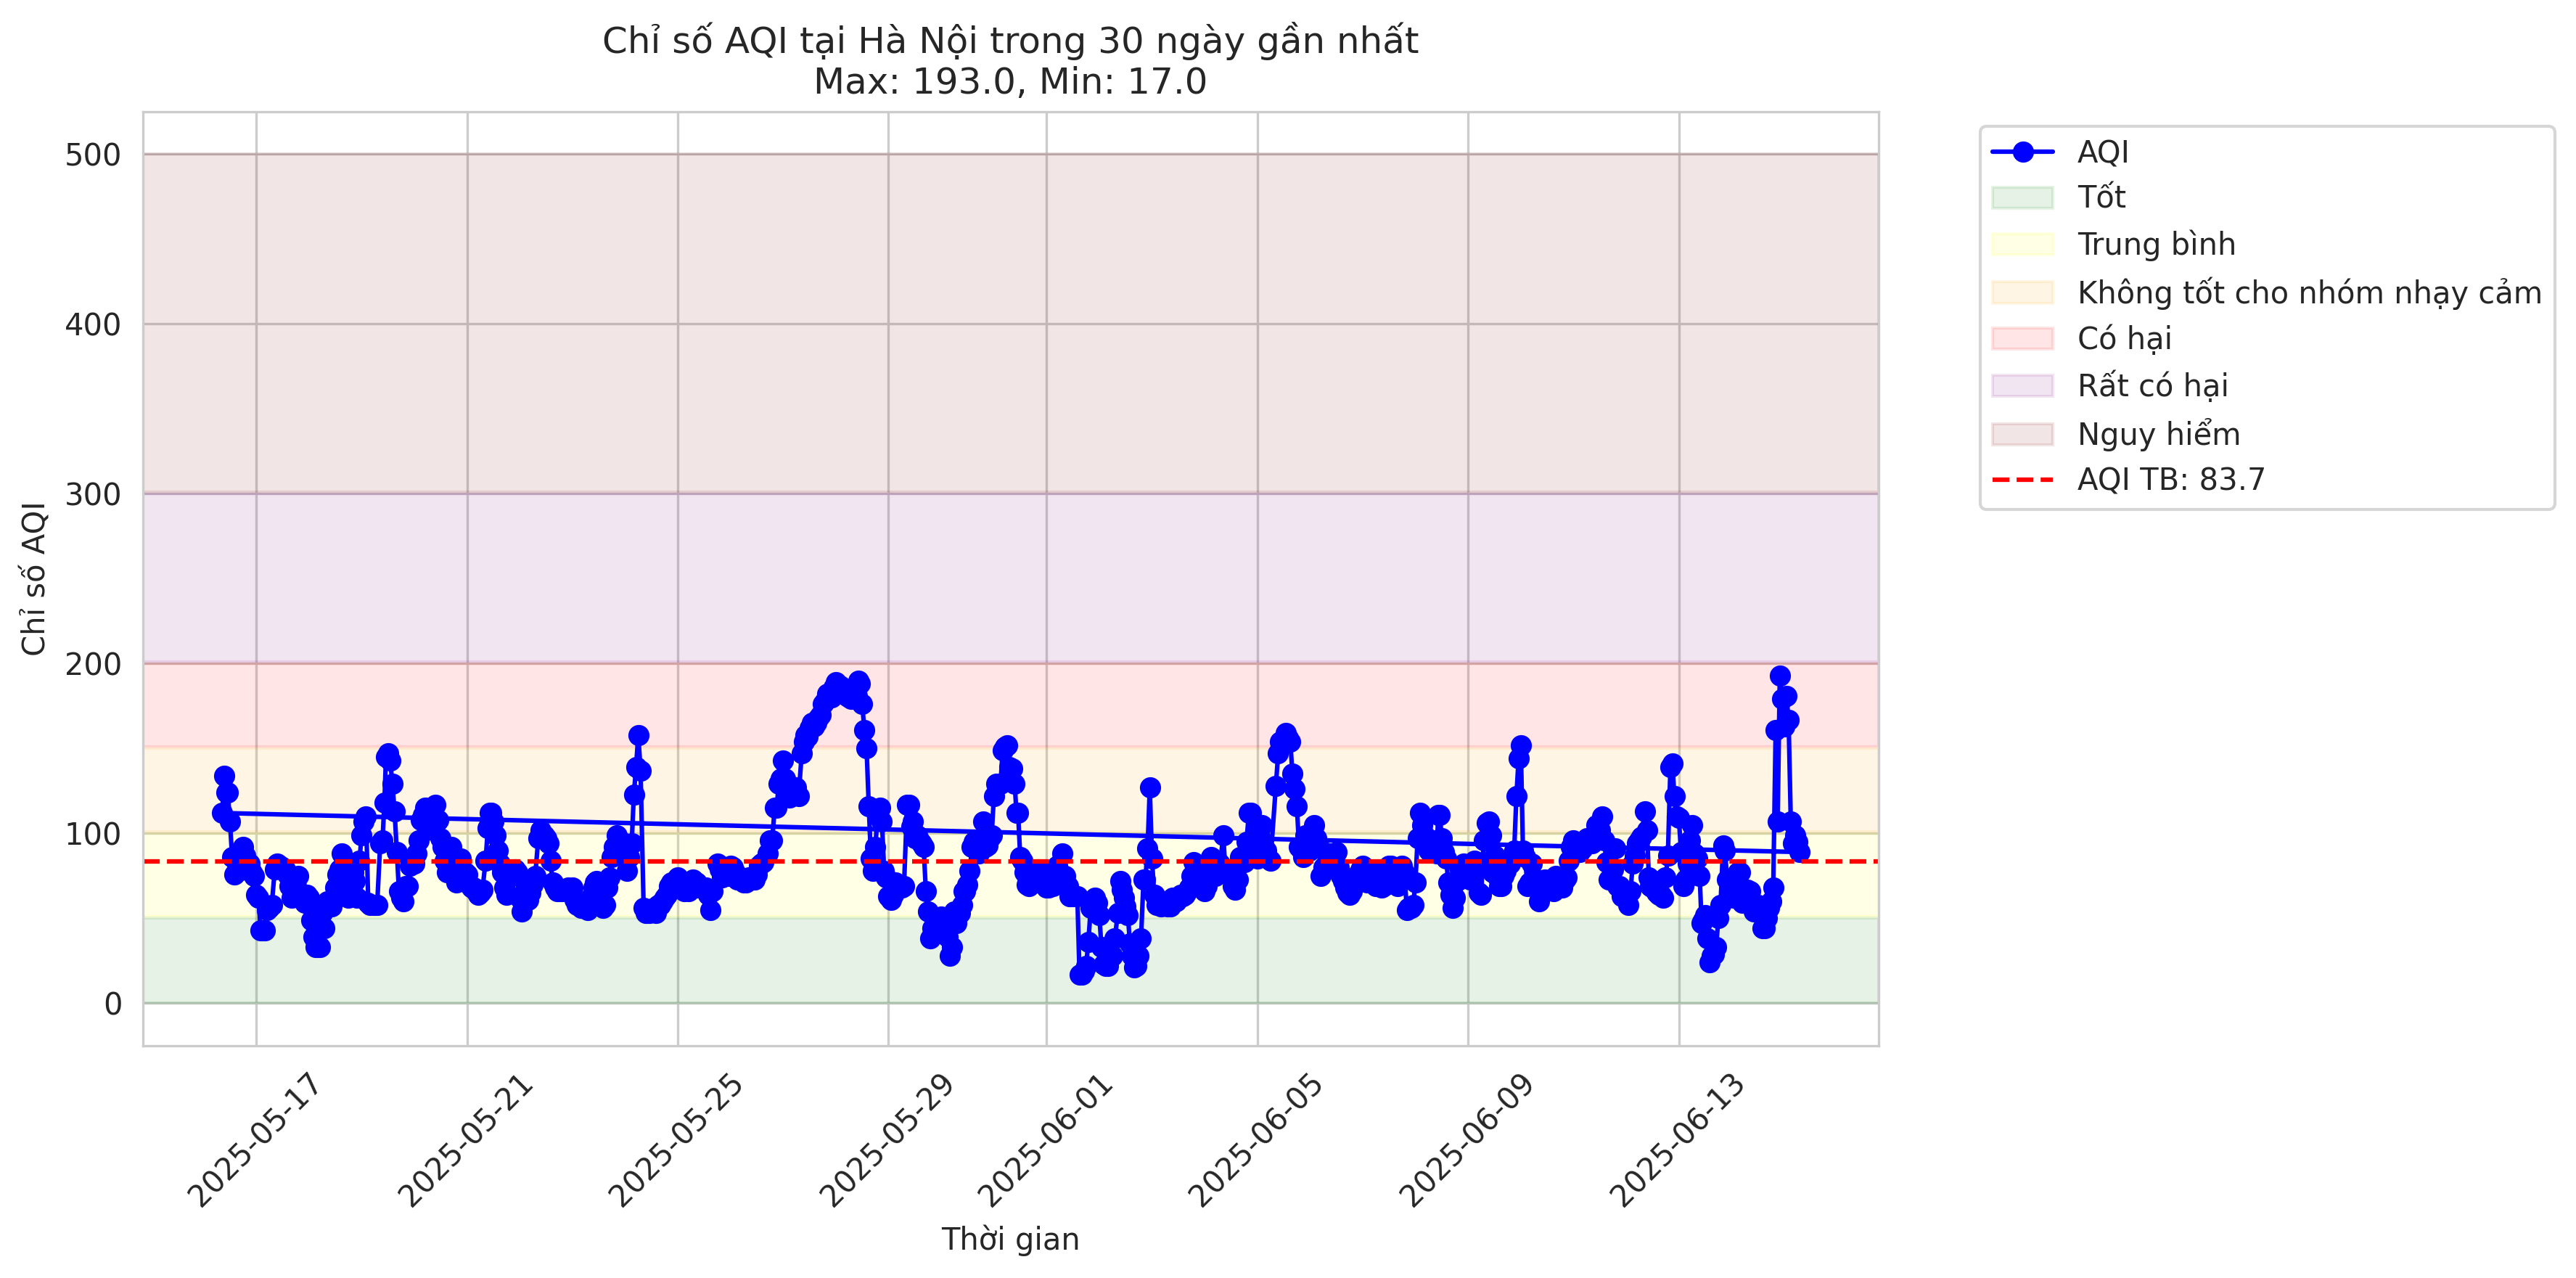 Chỉ số AQI tại Hà Nội trong 30 ngày gần nhất
Max: 193.0, Min: 17.0
Chỉ số AQI
500
400
300
200
100
0
2025-05-17
2025-05-21
2025-05-25
2025-05-29
2025-06-01
2025-06-05
2025-06-09
2025-06-13
Thời gian
AQI
Tốt
Trung bình
Không tốt cho nhóm nhạy cảm
Có hại
Rất có hại
Nguy hiểm
AQI TB: 83.7